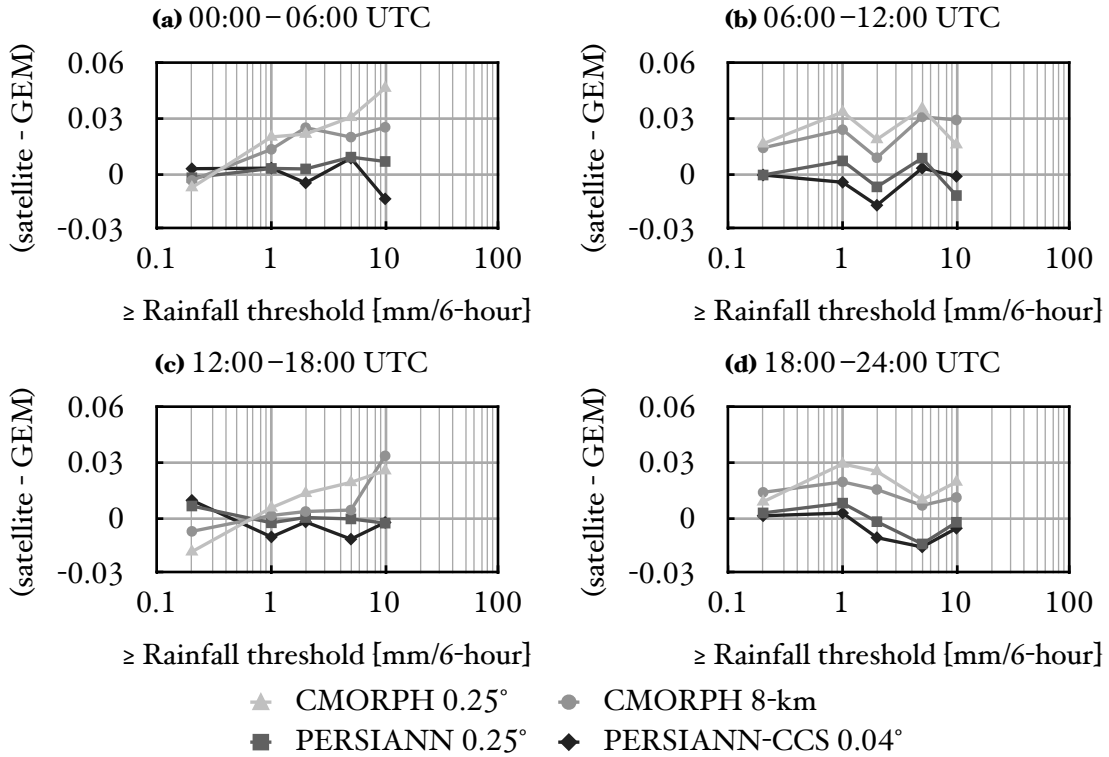 (a) 00:00–06:00 UTC
(satellite - GEM)
0.06
0.03
0
-0.03
0.1 1 10 100
≥ Rainfall threshold [mm/6-hour]
(b) 06:00–12:00 UTC
(satellite - GEM)
0.06
0.03
0
-0.03
0.1 1 10 100
≥ Rainfall threshold [mm/6-hour]
(c) 12:00–18:00 UTC
(satellite - GEM)
0.06
0.03
0
-0.03
0.1 1 10 100
≥ Rainfall threshold [mm/6-hour]
(d) 18:00–24:00 UTC
(satellite - GEM)
0.06
0.03
0
-0.03
0.1 1 10 100
≥ Rainfall threshold [mm/6-hour]
CMORPH 0.25° CMORPH 8-km
PERSIANN 0.25° PERSIANN-CCS 0.04°